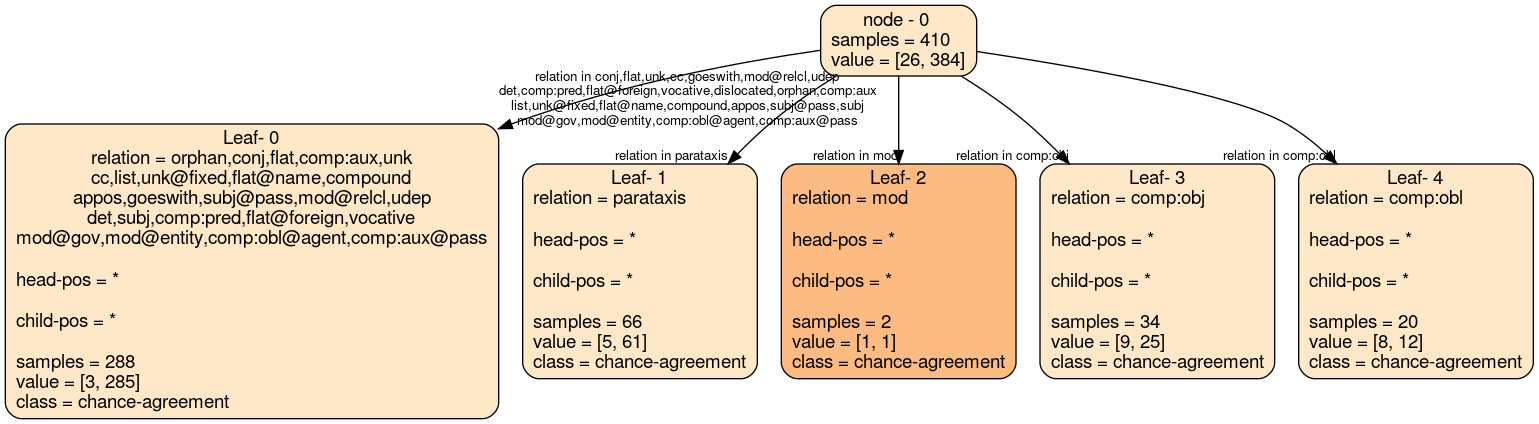 node - 0
samples = 410
value = [26, 384]
relation in conj,flat,unk,cc,goeswith,mod@relcl,udep
det,comp:pred,flat@foreign,vocative,dislocated,orphan,comp:aux
list,unk@fixed,flat@name,compound,appos,subj@pass,subj
mod@gov,mod@entity,comp:obl@agent,comp:aux@pass
relation in parataxis
relation in mod
relation in comp:obj
relation in comp:obl
Leaf- 0
relation = orphan,conj,flat,comp:aux,unk
cc,list,unk@fixed,flat@name,compound
appos,goeswith,subj@pass,mod@relcl,udep
det,subj,comp:pred,flat@foreign,vocative
mod@gov,mod@entity,comp:obl@agent,comp:aux@pass
head-pos = *
child-pos = *
samples = 288
value = [3, 285]
class = chance-agreement
Leaf- 1
relation = parataxis
head-pos = *
child-pos = *
samples = 66
value = [5, 61]
class = chance-agreement
Leaf- 2
relation = mod
head-pos = *
child-pos = *
samples = 2
value = [1, 1]
class = chance-agreement
Leaf- 3
relation = comp:obj
head-pos = *
child-pos = *
samples = 34
value = [9, 25]
class = chance-agreement
Leaf- 4
relation = comp:obl
head-pos = *
child-pos = *
samples = 20
value = [8, 12]
class = chance-agreement